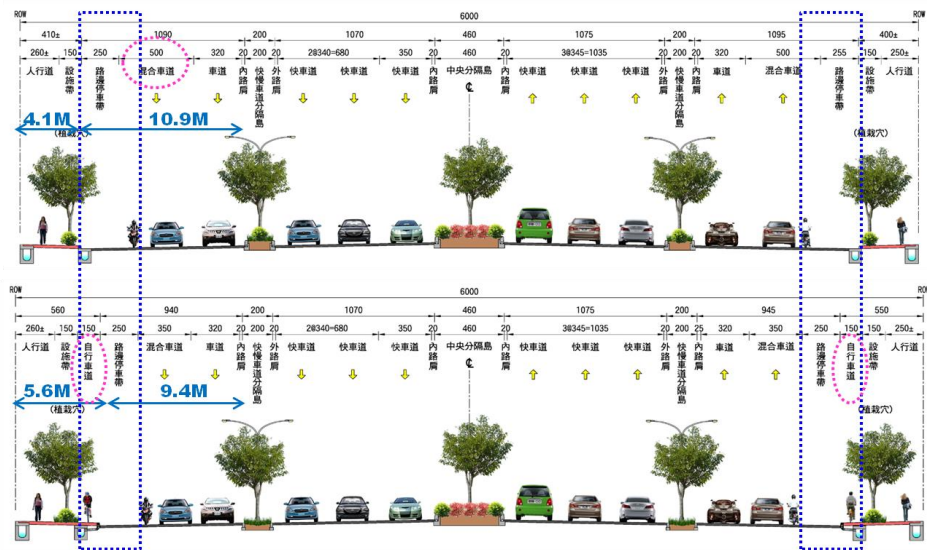 ROW 6000 ROW
410± 1090 200 1070 460 1075 200 1095 400±
260± 150 250 500 320 20 200 20 2@340=680 350 20 460 20 3@345=1035 20 200 20 320 500 255 150 250±
人行道 設施帶 路邊停車帶 混合車道 車道 內路肩 快慢車道分隔島 外路肩 快車道 快車道 快車道 內路肩 中央分隔島 內路肩 快車道 快車道 快車道 外路肩 快慢車道分隔島 內路肩 車道 混合車道 路邊停車帶 設施帶 人行道
4.1M 10.9M
(植栽穴) (植栽穴)
ROW 6000 ROW
560 940 200 1070 460 1075 200 945 550
260± 150 150 250 350 320 20 200 20 2@340=680 350 20 460 20 3@345=1035 20 200 25 320 350 250 150 150 250±
人行道 設施帶 自行車道 路邊停車帶 混合車道 車道 內路肩 快慢車道分隔島 外路肩 快車道 快車道 快車道 內路肩 中央分隔島 內路肩 快車道 快車道 快車道 外路肩 快慢車道分隔島 內路肩 車道 混合車道 路邊停車帶 自行車道 設施帶 人行道
5.6M 9.4M
(植栽穴) (植栽穴)